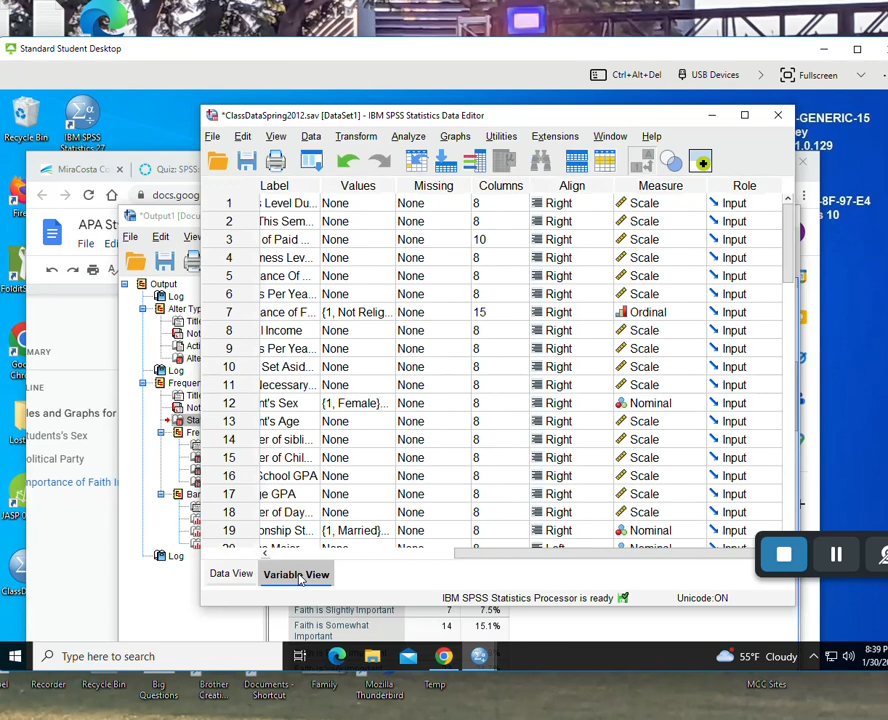 Standard Student Desktop
Ctrl+Alt+Del USB Devices Fullscreen
Recycle Bin
IBM SPSS
Statistics 27
-GENERIC-15
.1.0.129
-8F-97-E4
s 10
MiraCosta Co
Quiz: SPSS:
docs.goog
APA St
File
*Output1 [Docu
File Edit
Output
Log
Alter Typ
Log
Frequen
Log
MARY
LINE
les and Graphs for
tudent's Sex
olitical Party
mportance of Faith I
*ClassDataSpring2012.sav [DataSet1] - IBM SPSS Statistics Data Editor
File Edit View Data Transform Analyze Graphs Utilities Extensions Window Help
Label Values Missing Columns Align Measure Role
1 s Level Du... None None 8 Right Scale Input
2 This Sem... None None 8 Right Scale Input
3 of Paid ... None None 10 Right Scale Input
4 ness Lev... None None 8 Right Scale Input
5 ance Of ... None None 8 Right Scale Input
6 s Per Yea... None None 8 Right Scale Input
7 ance of F... {1, Not Relig... None 15 Right Ordinal Input
8 l Income None None 8 Right Scale Input
9 s Per Yea... None None 8 Right Scale Input
10 Set Asid... None None 8 Right Scale Input
11 Necessary... None None 8 Right Scale Input
12 nt's Sex {1, Female}... None 8 Right Nominal Input
13 nt's Age None None 8 Right Scale Input
14 er of sibli... None None 8 Right Scale Input
15 er of Chil... None None 8 Right Scale Input
16 School GPA None None 8 Right Scale Input
17 ge GPA None None 8 Right Scale Input
18 er of Day... None None 8 Right Scale Input
19 onship St... {1, Married}... None 8 Right Nominal Input
Data View Variable View
IBM SPSS Statistics Processor is ready Unicode:ON
Faith is Slightly Important 7 7.5%
Faith is Somewhat
Important 14 15.1%
Type here to search
55°F Cloudy
8:39 P
1/30/20
Recorder
Recycle Bin
Big
Questions
Brother
Creati...
Documents -
Shortcut
Family
Mozilla
Thunderbird
Temp
MCC Sites